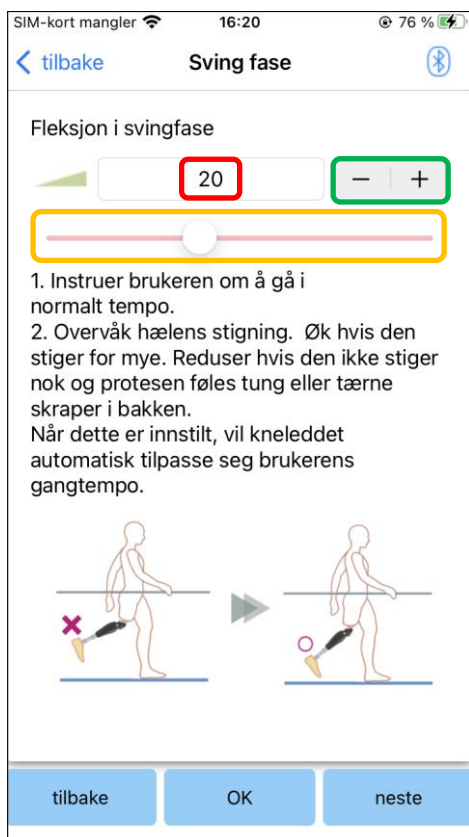 SIM-kort mangler 16:20 76 %
tilbake Sving fase
Fleksjon i svingfase
20 − +
1. Instruer brukeren om å gå i
normalt tempo.
2. Overvåk hælens stigning. Øk hvis den
stiger for mye. Reduser hvis den ikke stiger
nok og protesen føles tung eller tærne
skraper i bakken.
Når dette er innstilt, vil kneleddet
automatisk tilpasse seg brukerens
gangtempo.
tilbake OK neste